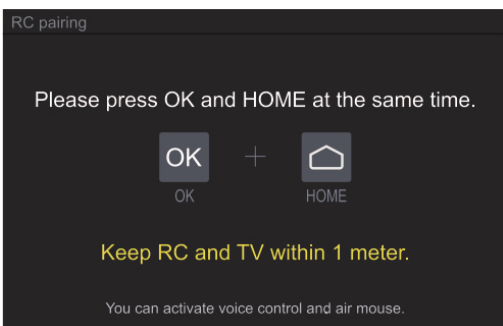 RC pairing
Please press OK and HOME at the same time.
OK
OK
HOME
Keep RC and TV within 1 meter.
You can activate voice control and air mouse.